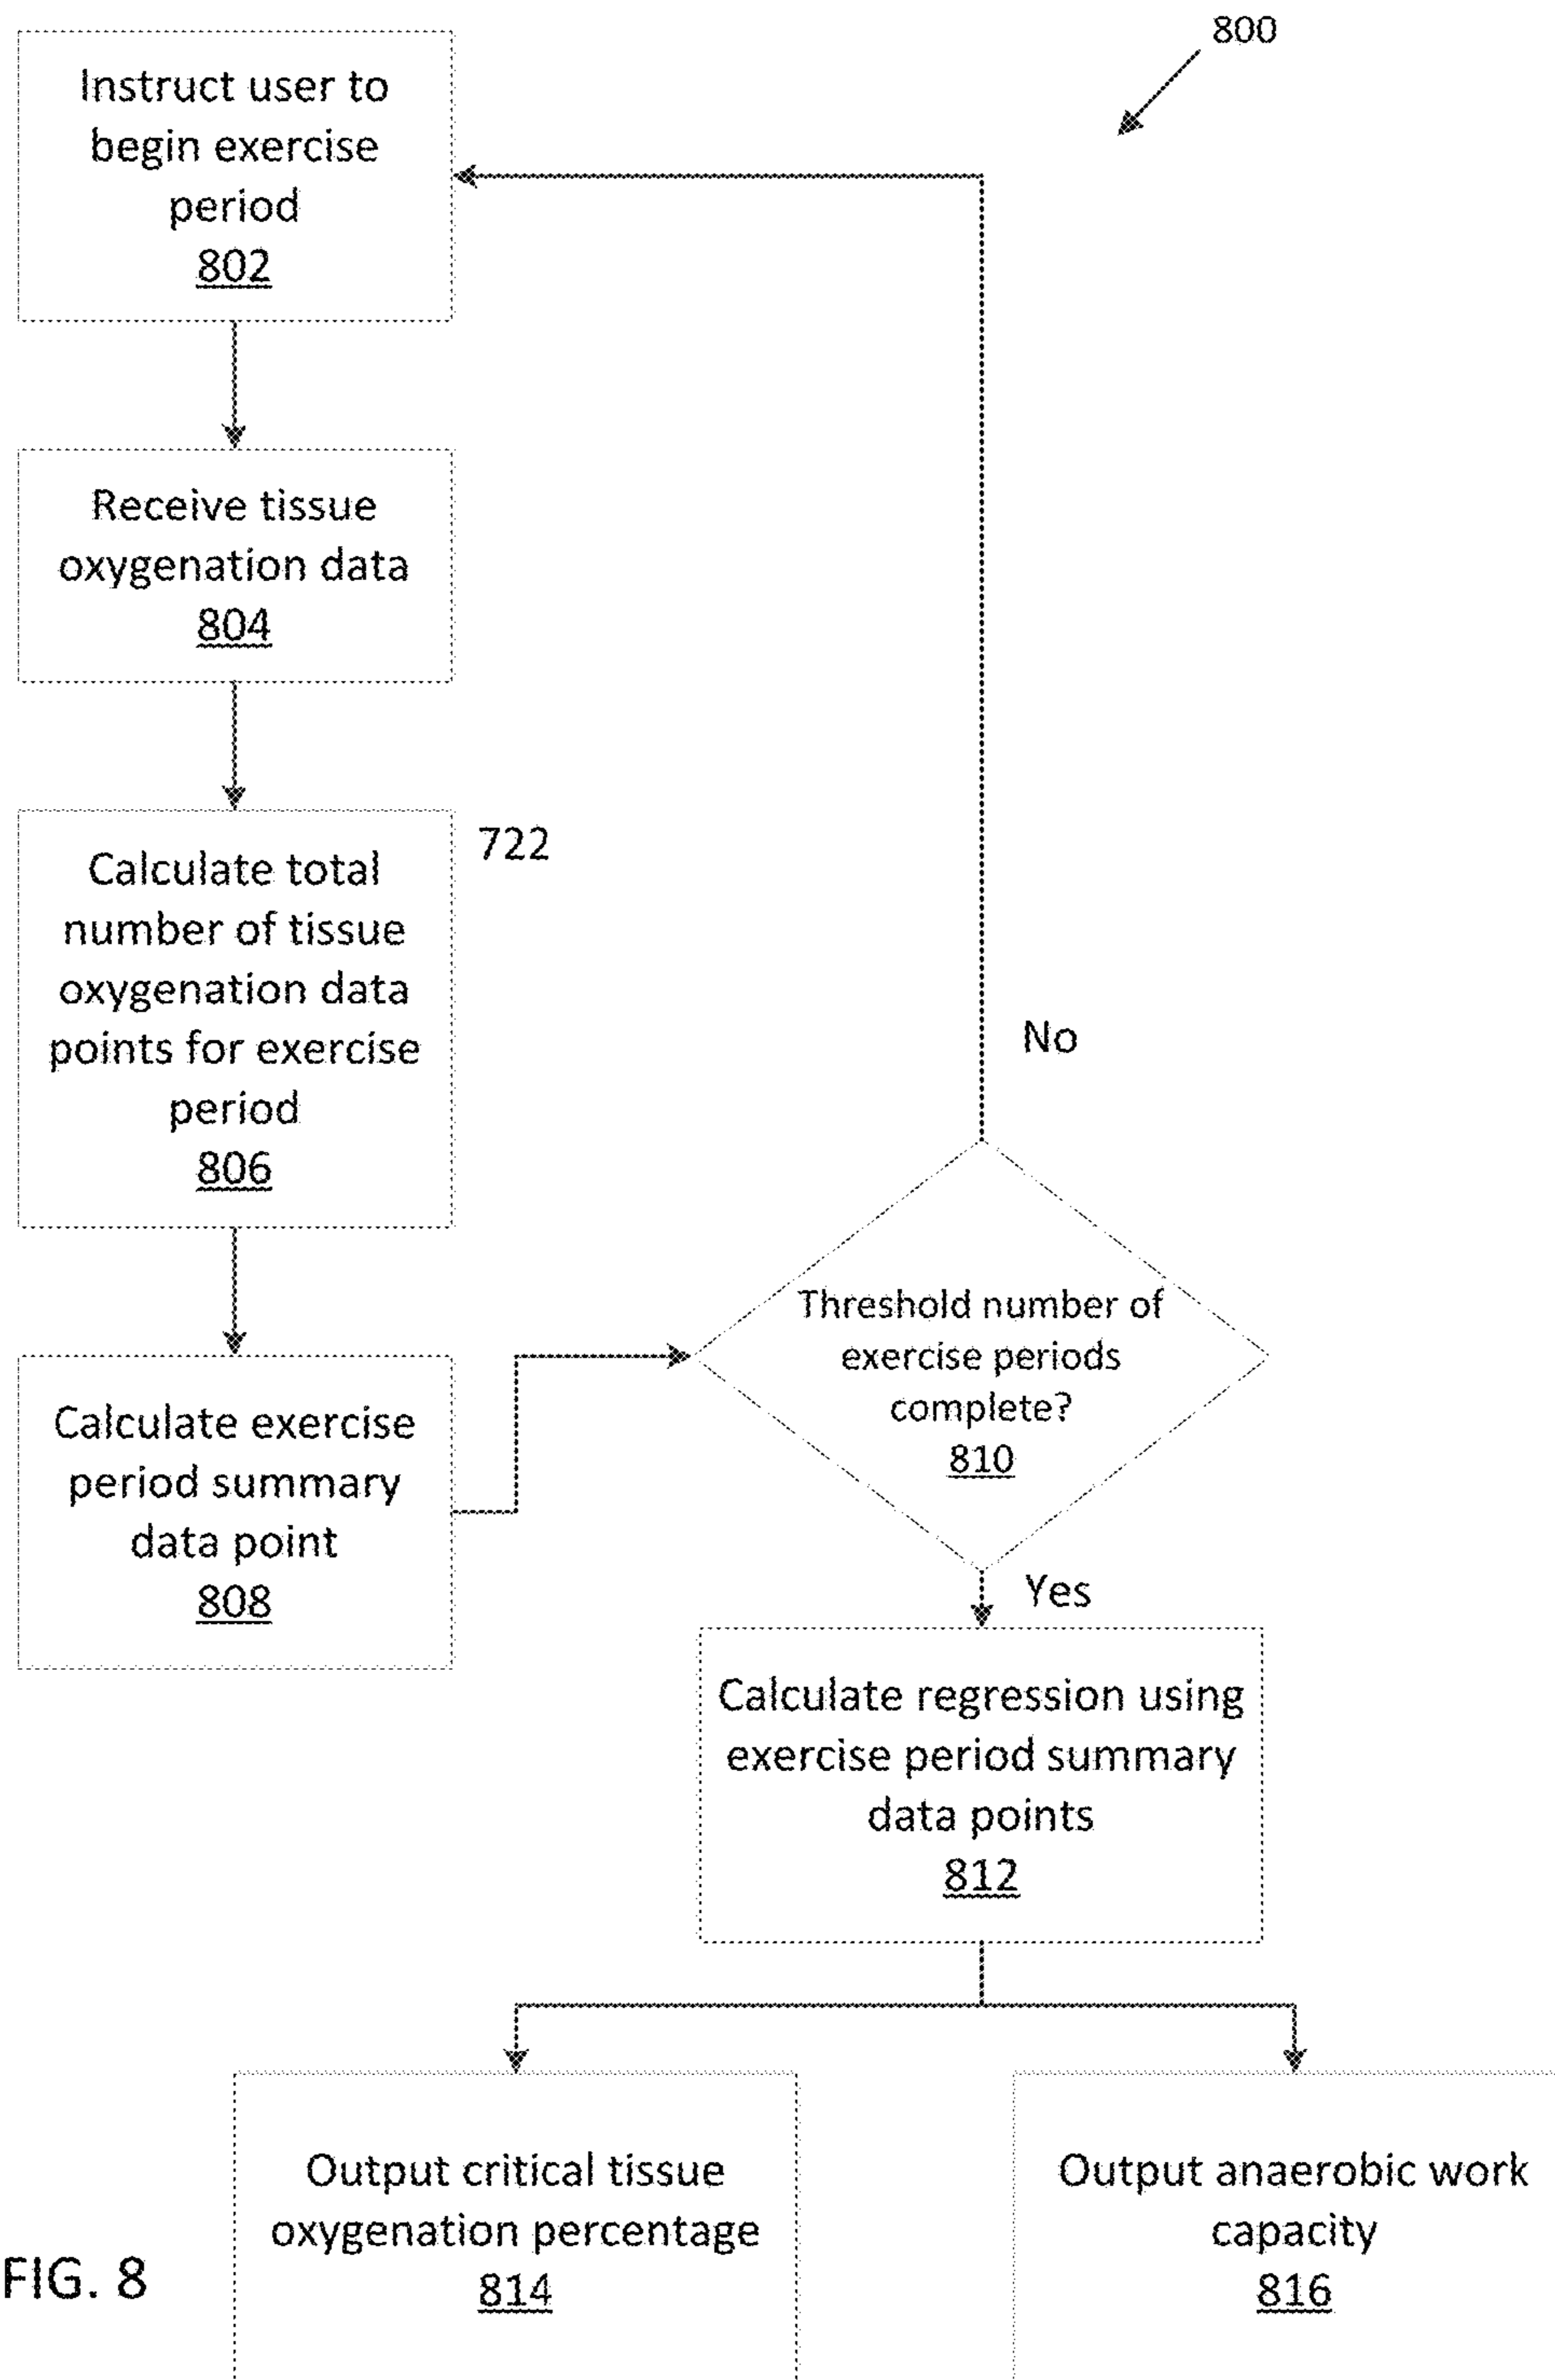 800
Instruct user to
begin exercise
period
802
Receive tissue
oxygenation data
804
722
Calculate total
number of tissue
oxygenation data
points for exercise
period
806
Calculate exercise
period summary
data point
808
No
Threshold number of
exercise periods
complete?
810
Yes
Calculate regression using
exercise period summary
data points
812
Output critical tissue
oxygenation percentage
814
Output anaerobic work
capacity
816
FIG. 8